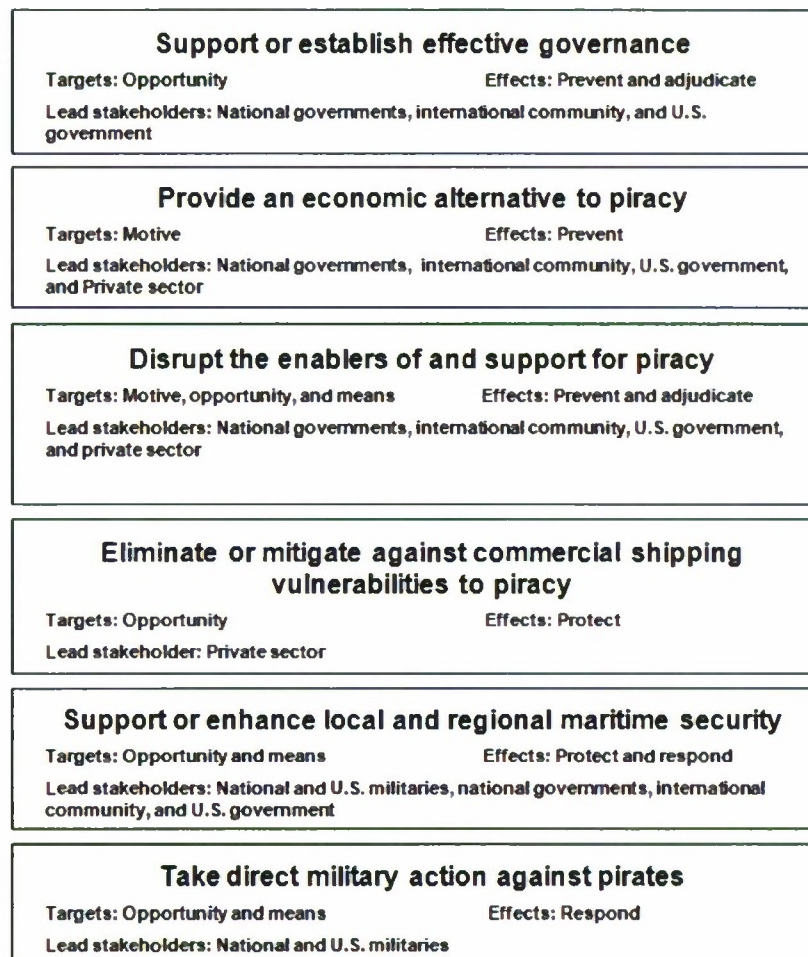 Support or establish effective governance
Targets: Opportunity Effects: Prevent and adjudicate
Lead stakeholders: National governments, international community, and U.S.
government
Provide an economic alternative to piracy
Targets: Motive Effects: Prevent
Lead stakeholders: National governments, international community, U.S. government,
and Private sector
Disrupt the enablers of and support for piracy
Targets: Motive, opportunity, and means Effects: Prevent and adjudicate
Lead stakeholders: National governments, international community, U.S. government,
and private sector
Eliminate or mitigate against commercial shipping
vulnerabilities to piracy
Targets: Opportunity Effects: Protect
Lead stakeholder: Private sector
Support or enhance local and regional maritime security
Targets: Opportunity and means Effects: Protect and respond
Lead stakeholders: National and U.S. militaries, national governments, international
community, and U.S. government
Take direct military action against pirates
Targets: Opportunity and means Effects: Respond
Lead stakeholders: National and U.S. militaries